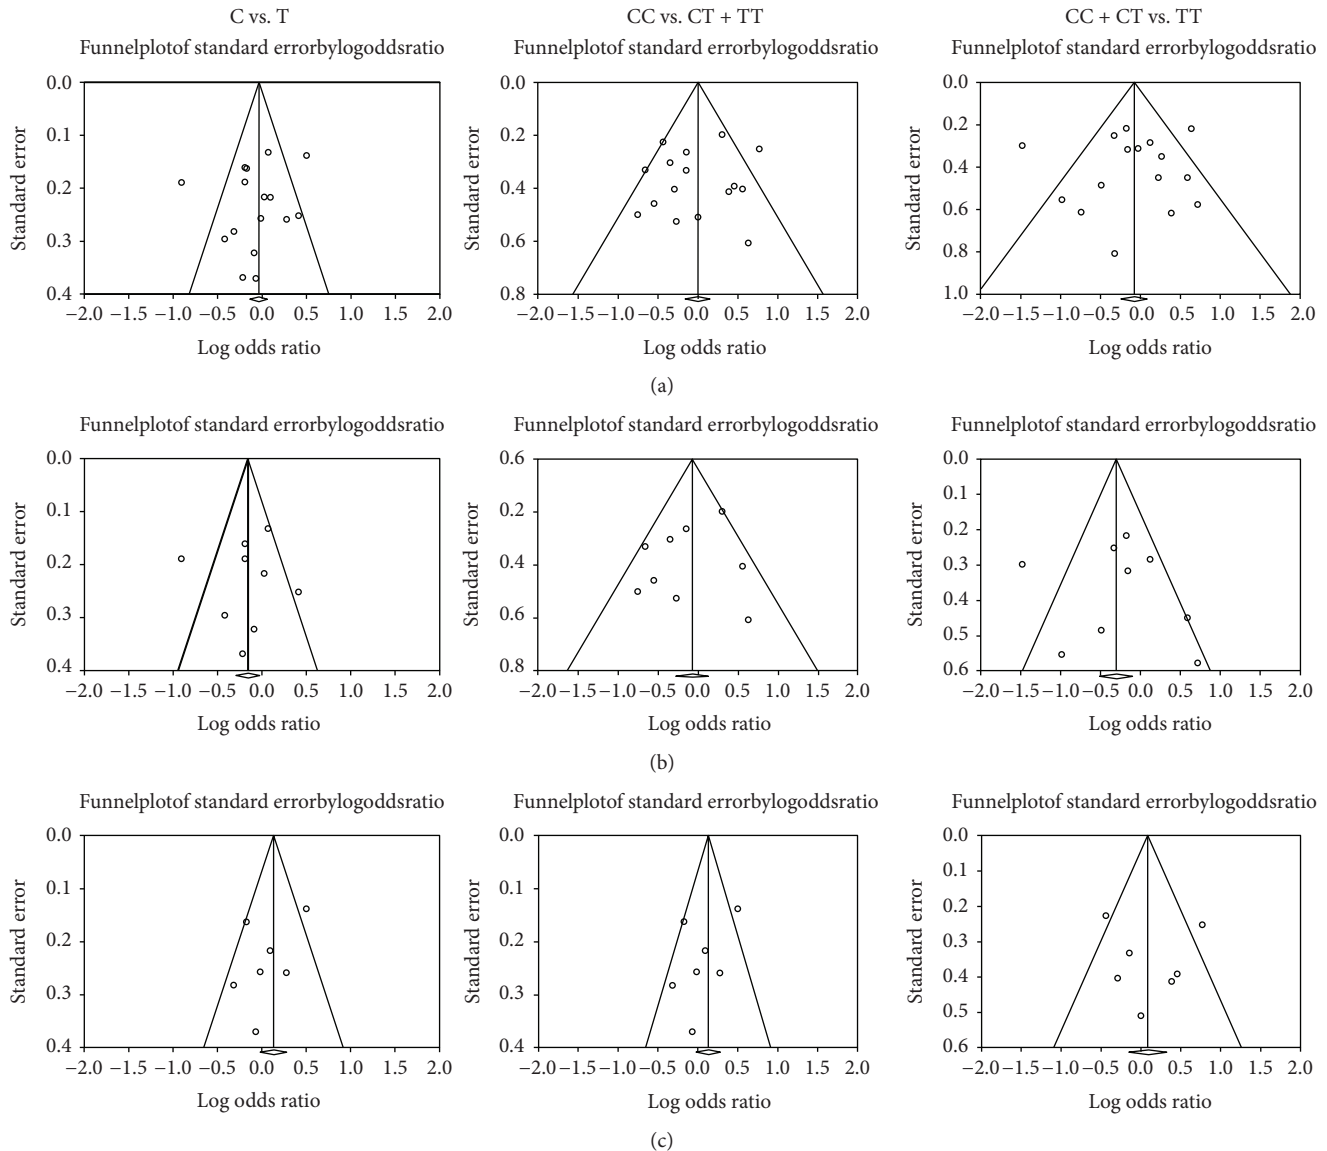 C vs. T
CC vs. CT + TT
CC + CT vs. TT
Funnelplotof standard errorbylogoddsratio
Funnelplotof standard errorbylogoddsratio
Funnelplotof standard errorbylogoddsratio
Standard error
0.0
0.1
0.2
0.3
0.4
−2.0 −1.5 −1.0 −0.5 0.0 0.5 1.0 1.5 2.0
Log odds ratio
Standard error
0.0
0.2
0.4
0.6
0.8
−2.0 −1.5 −1.0 −0.5 0.0 0.5 1.0 1.5 2.0
Log odds ratio
Standard error
0.0
0.2
0.4
0.6
0.8
1.0
−2.0 −1.5 −1.0 −0.5 0.0 0.5 1.0 1.5 2.0
Log odds ratio
(a)
Funnelplotof standard errorbylogoddsratio
Funnelplotof standard errorbylogoddsratio
Funnelplotof standard errorbylogoddsratio
Standard error
0.0
0.1
0.2
0.3
0.4
−2.0 −1.5 −1.0 −0.5 0.0 0.5 1.0 1.5 2.0
Log odds ratio
Standard error
0.6
0.2
0.4
0.6
0.8
−2.0 −1.5 −1.0 −0.5 0.0 0.5 1.0 1.5 2.0
Log odds ratio
Standard error
0.0
0.1
0.2
0.3
0.4
0.5
0.6
−2.0 −1.5 −1.0 −0.5 0.0 0.5 1.0 1.5 2.0
Log odds ratio
(b)
Funnelplotof standard errorbylogoddsratio
Funnelplotof standard errorbylogoddsratio
Funnelplotof standard errorbylogoddsratio
Standard error
0.0
0.1
0.2
0.3
0.4
−2.0 −1.5 −1.0 −0.5 0.0 0.5 1.0 1.5 2.0
Log odds ratio
Standard error
0.0
0.1
0.2
0.3
0.4
−2.0 −1.5 −1.0 −0.5 0.0 0.5 1.0 1.5 2.0
Log odds ratio
Standard error
0.0
0.1
0.2
0.3
0.4
0.5
0.6
−2.0 −1.5 −1.0 −0.5 0.0 0.5 1.0 1.5 2.0
Log odds ratio
(c)